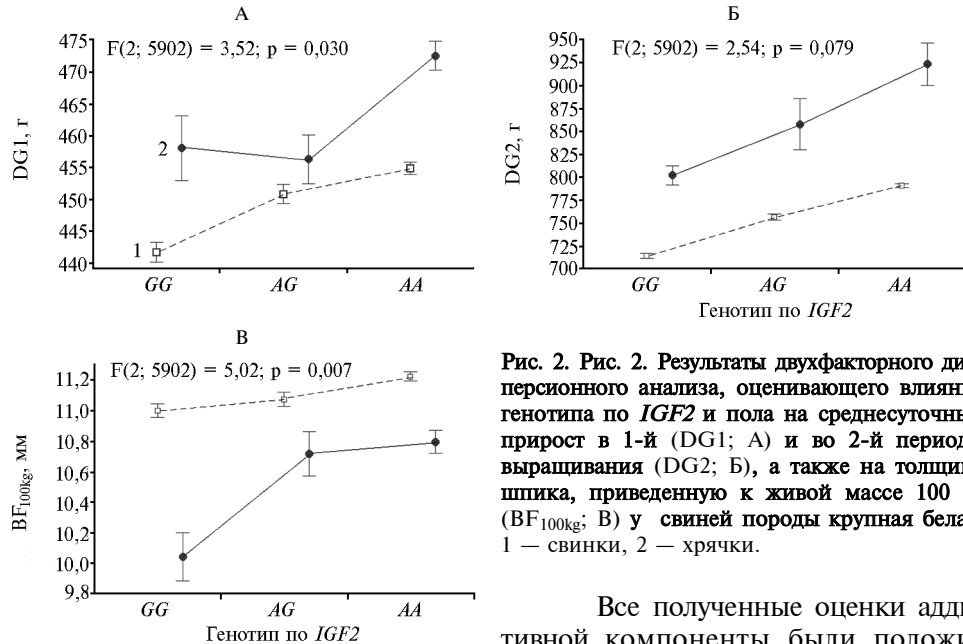 А
F(2; 5902) = 3,52; p = 0,030
DG1, г
475
470
465
460
455
450
445
440
2
1
GG
AG
AA
Б
F(2; 5902) = 2,54; p = 0,079
DG2, г
950
925
900
875
850
825
800
775
750
725
700
GG
AG
AA
Генотип по IGF2
В
F(2; 5902) = 5,02; p = 0,007
BF100kg, мм
11,2
11,0
10,8
10,6
10,4
10,2
10,0
9,8
GG
AG
AA
Генотип по IGF2
Рис. 2. Рис. 2. Результаты двухфакторного ди
персионного анализа, оценивающего влияни
генотипа по IGF2 и пола на среднесуточны
прирост в 1-й (DG1; А) и во 2-й период
выращивания (DG2; Б), а также на толщин
шпика, приведенную к живой массе 100
(BF100kg; В) у свиней породы крупная бела
1 — свинки, 2 — хрячки.
Все полученные оценки адди
тивной компоненты были положи